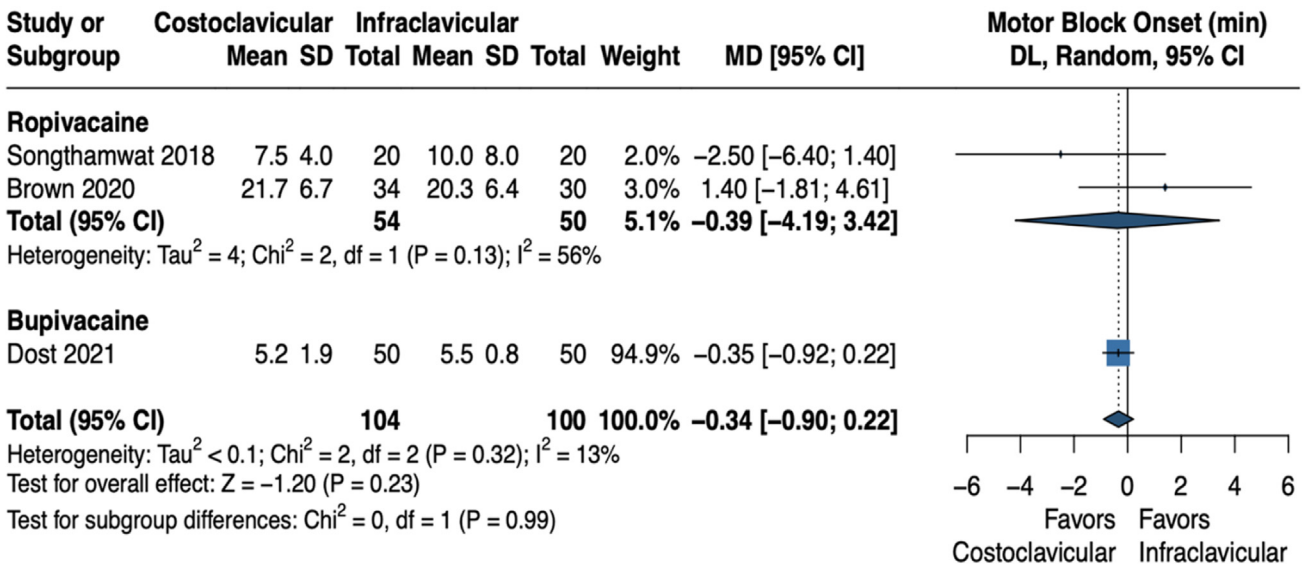 Study or Costoclavicular Infraclavicular Motor Block Onset (min)
Subgroup Mean SD Total Mean SD Total Weight MD [95% CI] DL, Random, 95% CI
Ropivacaine
Songthamwat 2018 7.5 4.0 20 10.0 8.0 20 2.0% −2.50 [−6.40; 1.40]
Brown 2020 21.7 6.7 34 20.3 6.4 30 3.0% 1.40 [−1.81; 4.61]
Total (95% CI) 54 50 5.1% −0.39 [−4.19; 3.42]
Heterogeneity: Tau² = 4; Chi² = 2, df = 1 (P = 0.13); I² = 56%
Bupivacaine
Dost 2021 5.2 1.9 50 5.5 0.8 50 94.9% −0.35 [−0.92; 0.22]
Total (95% CI) 104 100 100.0% −0.34 [−0.90; 0.22]
Heterogeneity: Tau² < 0.1; Chi² = 2, df = 2 (P = 0.32); I² = 13%
Test for overall effect: Z = −1.20 (P = 0.23)
−6 −4 −2 0 2 4 6
Test for subgroup differences: Chi² = 0, df = 1 (P = 0.99)
Favors Favors
Costoclavicular Infraclavicular